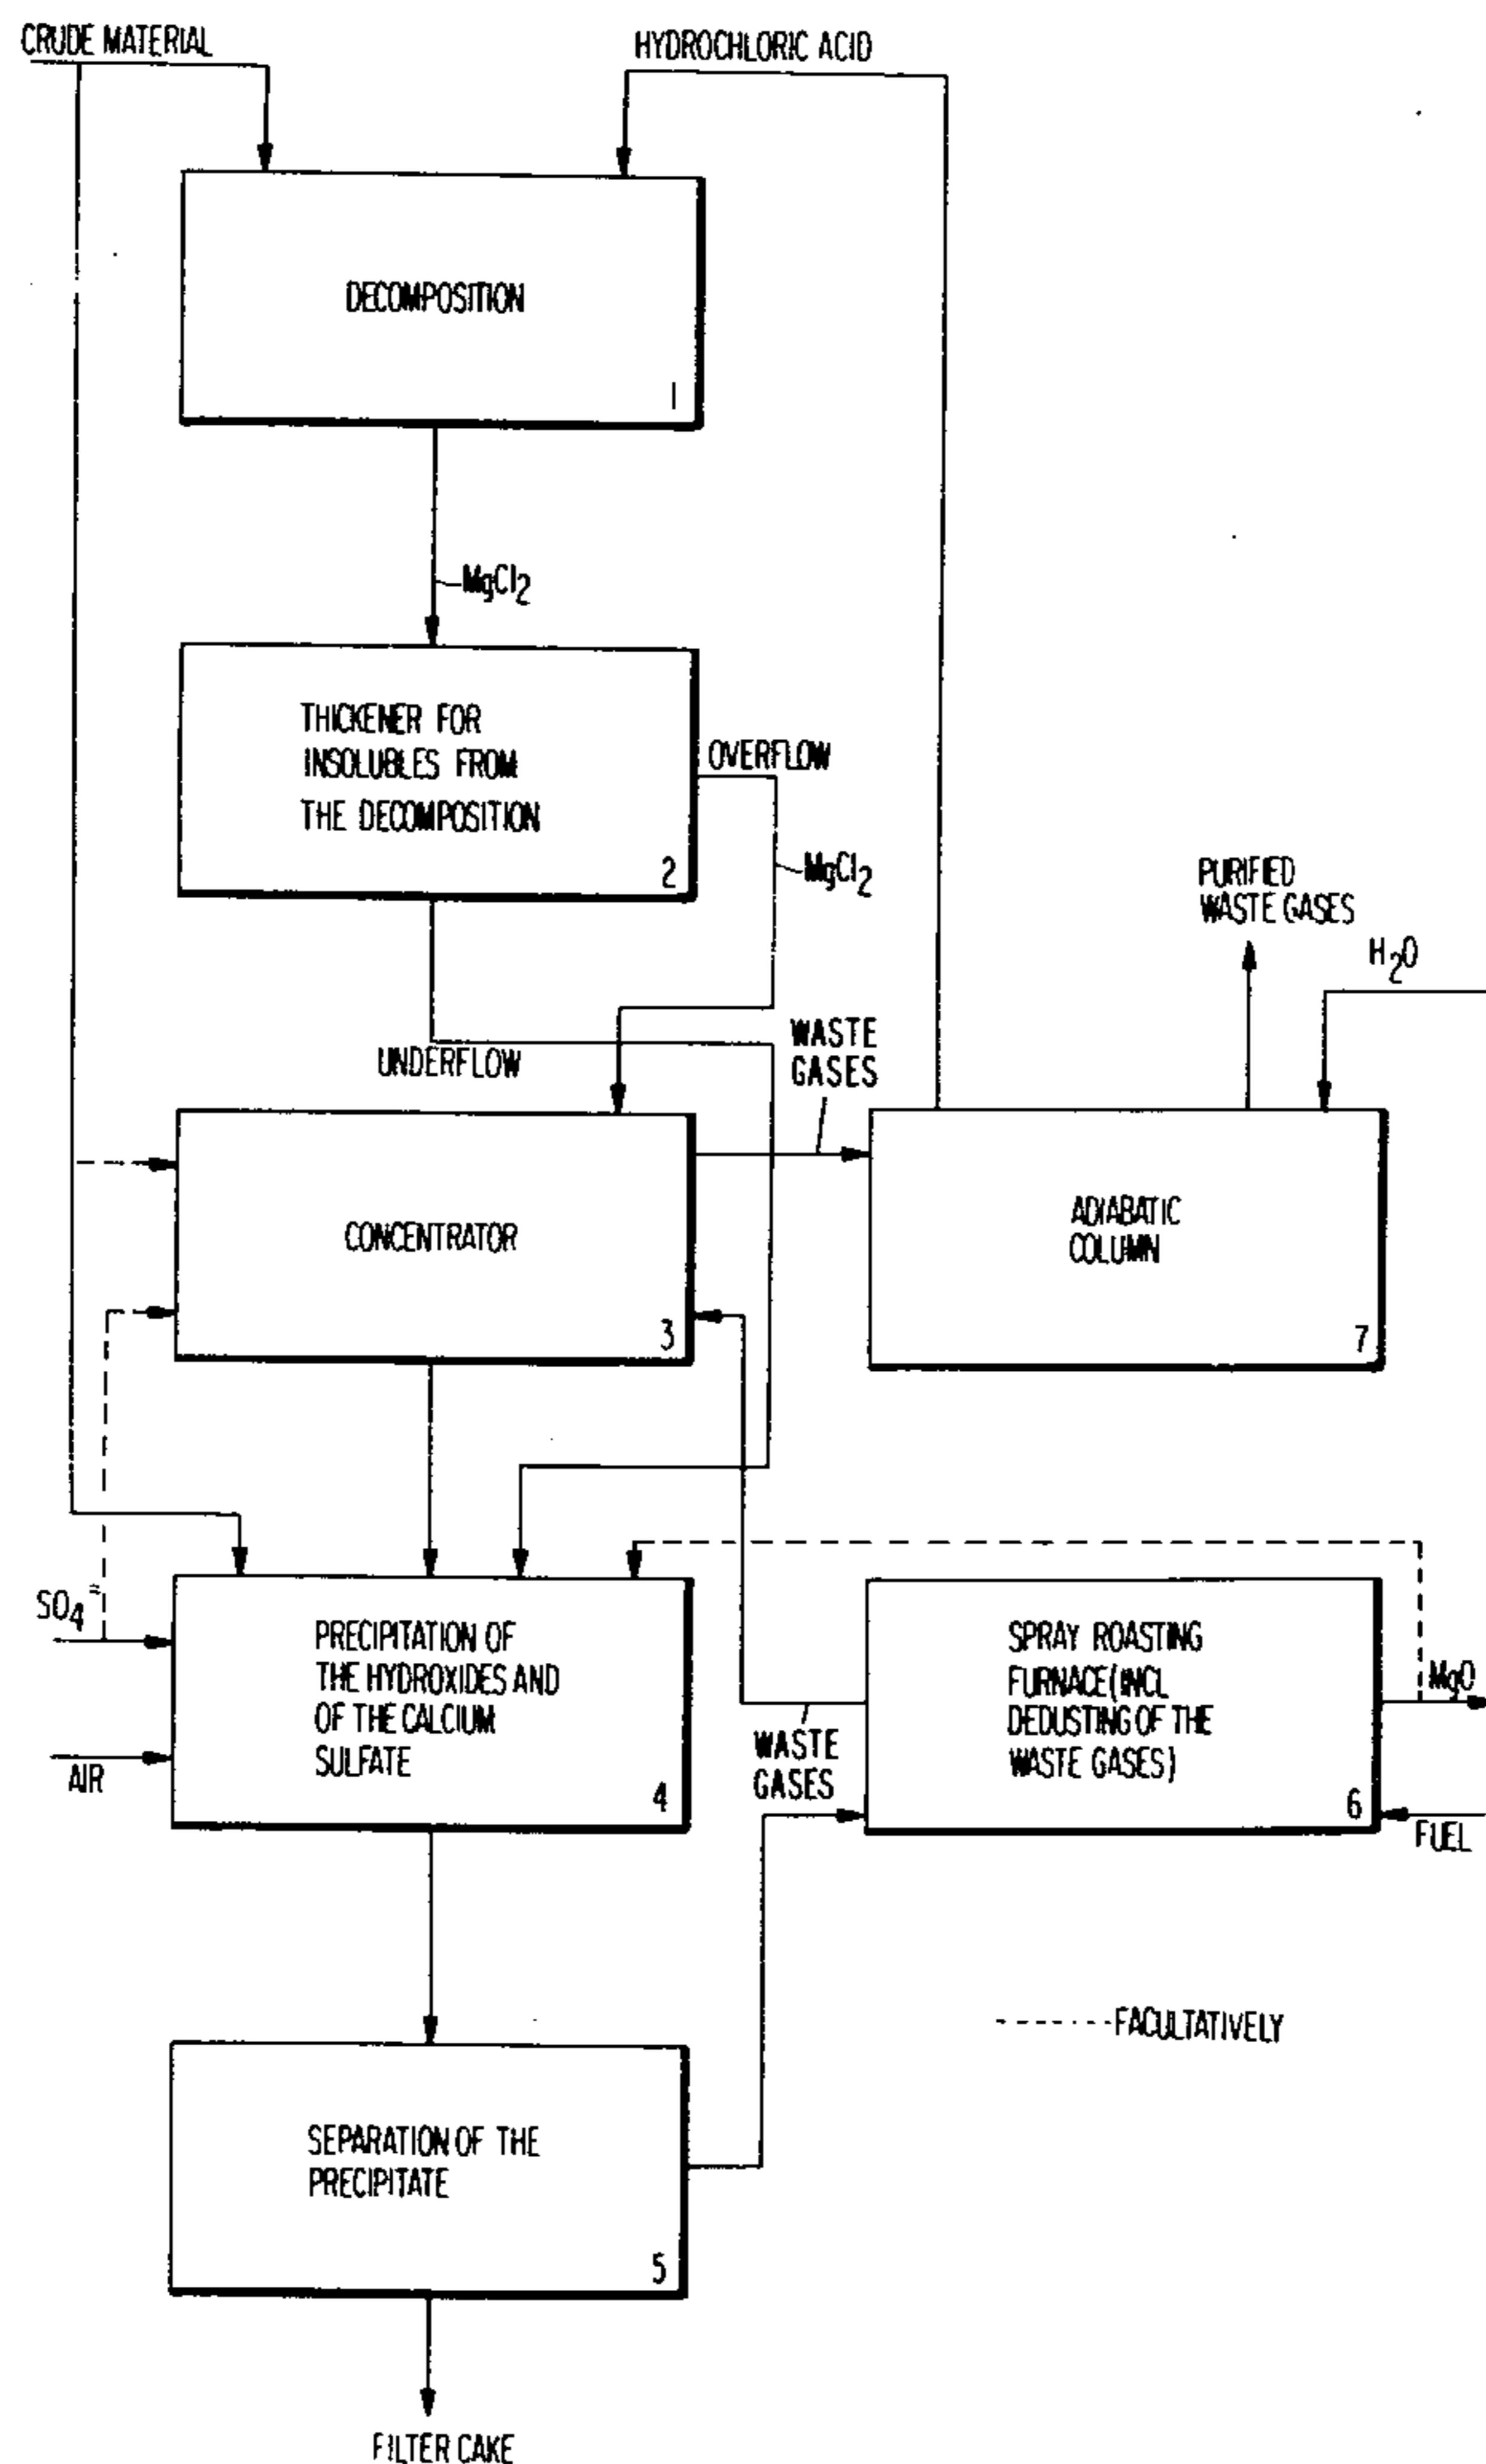 CRUDE MATERIAL
HYDROCHLORIC ACID
DECOMPOSITION
1
MgCl2
THICKENER FOR
INSOLUBLES FROM
THE DECOMPOSITION
2
OVERFLOW
MgCl2
UNDERFLOW
WASTE
GASES
PURIFIED
WASTE GASES
H2O
CONCENTRATOR
3
ADIABATIC
COLUMN
7
SO4=
AIR
PRECIPITATION OF
THE HYDROXIDES AND
OF THE CALCIUM
SULFATE
4
WASTE
GASES
SPRAY ROASTING
FURNACE(INCL
DEDUSTING OF THE
WASTE GASES)
6
MgO
FUEL
FACULTATIVELY
SEPARATION OF THE
PRECIPITATE
5
FILTER CAKE